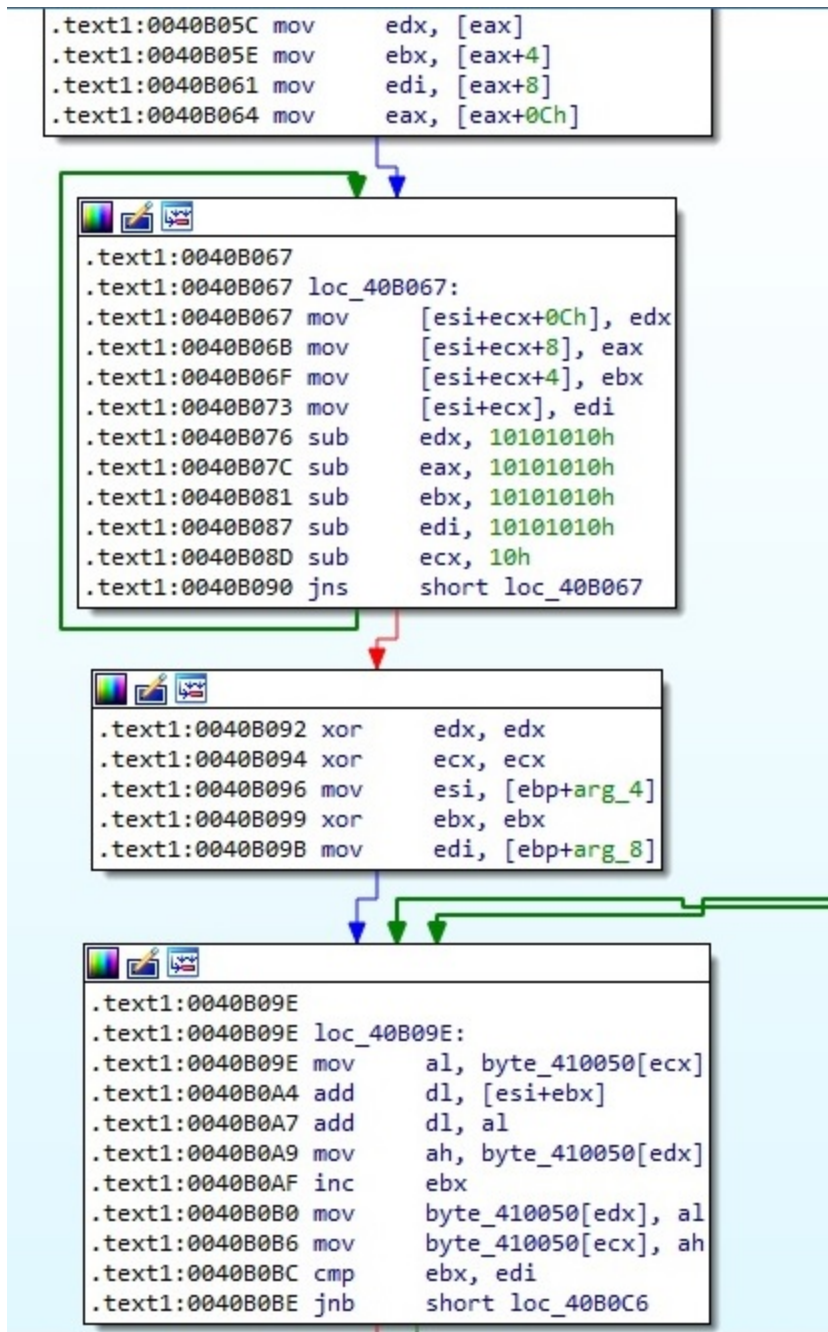 .text1:0040B05C mov edx, [eax]
.text1:0040B05E mov ebx, [eax+4]
.text1:0040B061 mov edi, [eax+8]
.text1:0040B064 mov eax, [eax+0Ch]
.text1:0040B067
.text1:0040B067 loc_40B067:
.text1:0040B067 mov [esi+ecx+0Ch], edx
.text1:0040B06B mov [esi+ecx+8], eax
.text1:0040B06F mov [esi+ecx+4], ebx
.text1:0040B073 mov [esi+ecx], edi
.text1:0040B076 sub edx, 10101010h
.text1:0040B07C sub eax, 10101010h
.text1:0040B081 sub ebx, 10101010h
.text1:0040B087 sub edi, 10101010h
.text1:0040B08D sub ecx, 10h
.text1:0040B090 jns short loc_40B067
.text1:0040B092 xor edx, edx
.text1:0040B094 xor ecx, ecx
.text1:0040B096 mov esi, [ebp+arg_4]
.text1:0040B099 xor ebx, ebx
.text1:0040B09B mov edi, [ebp+arg_8]
.text1:0040B09E
.text1:0040B09E loc_40B09E:
.text1:0040B09E mov al, byte_410050[ecx]
.text1:0040B0A4 add dl, [esi+ebx]
.text1:0040B0A7 add dl, al
.text1:0040B0A9 mov ah, byte_410050[edx]
.text1:0040B0AF inc ebx
.text1:0040B0B0 mov byte_410050[edx], al
.text1:0040B0B6 mov byte_410050[ecx], ah
.text1:0040B0BC cmp ebx, edi
.text1:0040B0BE jnb short loc_40B0C6